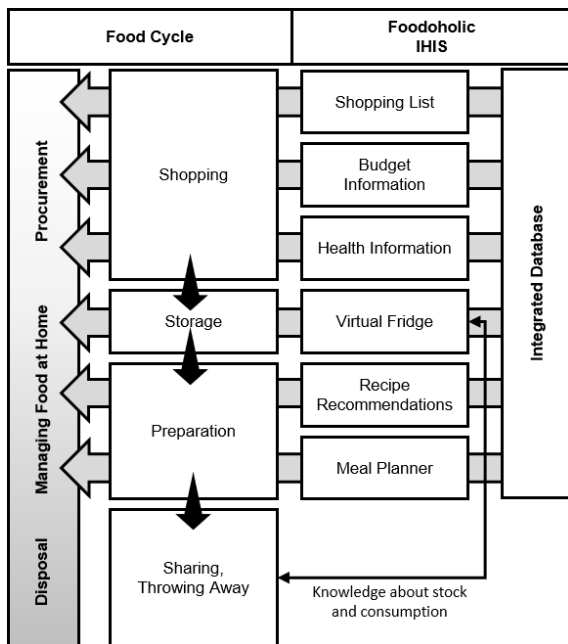 Food Cycle
Foodoholic
IHIS
Procurement
Managing Food at Home
Disposal
Shopping
Storage
Preparation
Sharing,
Throwing Away
Shopping List
Budget
Information
Health Information
Virtual Fridge
Recipe
Recommendations
Meal Planner
Knowledge about stock
and consumption
Integrated Database